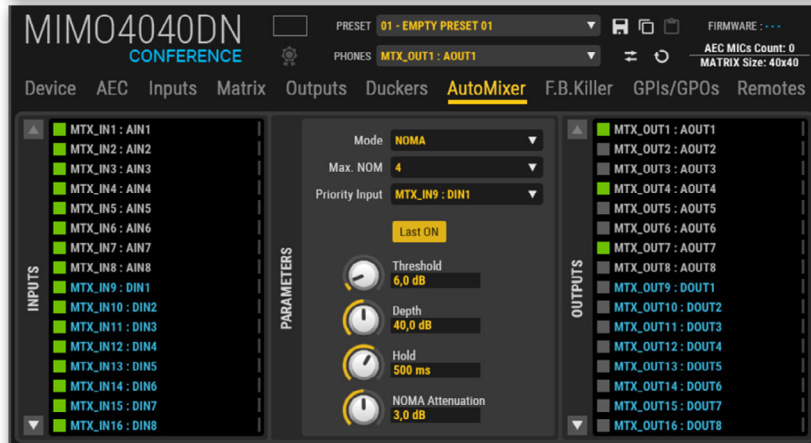 MIMO4040DN
CONFERENCE
PRESET 01 - EMPTY PRESET 01
PHONES MTX_OUT1 : AOUT1
FIRMWARE : - - -
AEC MICs Count: 0
MATRIX Size: 40x40
Device AEC Inputs Matrix Outputs Duckers AutoMixer F.B.Killer GPIs/GPOs Remotes
INPUTS
MTX_IN1 : AIN1
MTX_IN2 : AIN2
MTX_IN3 : AIN3
MTX_IN4 : AIN4
MTX_IN5 : AIN5
MTX_IN6 : AIN6
MTX_IN7 : AIN7
MTX_IN8 : AIN8
MTX_IN9 : DIN1
MTX_IN10 : DIN2
MTX_IN11 : DIN3
MTX_IN12 : DIN4
MTX_IN13 : DIN5
MTX_IN14 : DIN6
MTX_IN15 : DIN7
MTX_IN16 : DIN8
PARAMETERS
Mode NOMA
Max. NOM 4
Priority Input MTX_IN9 : DIN1
Last ON
Threshold
6,0 dB
Depth
40,0 dB
Hold
500 ms
NOMA Attenuation
3,0 dB
OUTPUTS
MTX_OUT1 : AOUT1
MTX_OUT2 : AOUT2
MTX_OUT3 : AOUT3
MTX_OUT4 : AOUT4
MTX_OUT5 : AOUT5
MTX_OUT6 : AOUT6
MTX_OUT7 : AOUT7
MTX_OUT8 : AOUT8
MTX_OUT9 : DOUT1
MTX_OUT10 : DOUT2
MTX_OUT11 : DOUT3
MTX_OUT12 : DOUT4
MTX_OUT13 : DOUT5
MTX_OUT14 : DOUT6
MTX_OUT15 : DOUT7
MTX_OUT16 : DOUT8